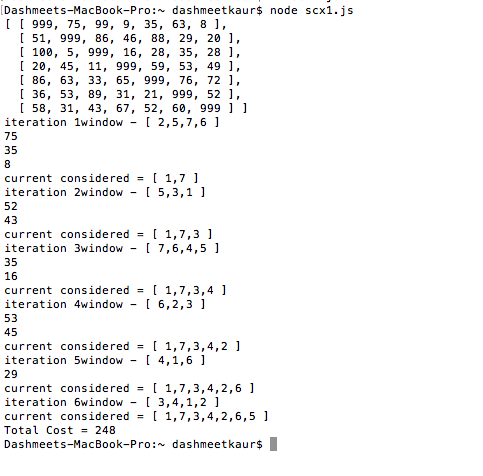 Dashmeets-MacBook-Pro:~ dashmeetkaur$ node scx1.js
[ [ 999, 75, 99, 9, 35, 63, 8 ],
[ 51, 999, 86, 46, 88, 29, 20 ],
[ 100, 5, 999, 16, 28, 35, 28 ],
[ 20, 45, 11, 999, 59, 53, 49 ],
[ 86, 63, 33, 65, 999, 76, 72 ],
[ 36, 53, 89, 31, 21, 999, 52 ],
[ 58, 31, 43, 67, 52, 60, 999 ] ]
iteration 1window - [ 2,5,7,6 ]
75
35
8
current considered = [ 1,7 ]
iteration 2window - [ 5,3,1 ]
52
43
current considered = [ 1,7,3 ]
iteration 3window - [ 7,6,4,5 ]
35
16
current considered = [ 1,7,3,4 ]
iteration 4window - [ 6,2,3 ]
53
45
current considered = [ 1,7,3,4,2 ]
iteration 5window - [ 4,1,6 ]
29
current considered = [ 1,7,3,4,2,6 ]
iteration 6window - [ 3,4,1,2 ]
current considered = [ 1,7,3,4,2,6,5 ]
Total Cost = 248
Dashmeets-MacBook-Pro:~ dashmeetkaur$